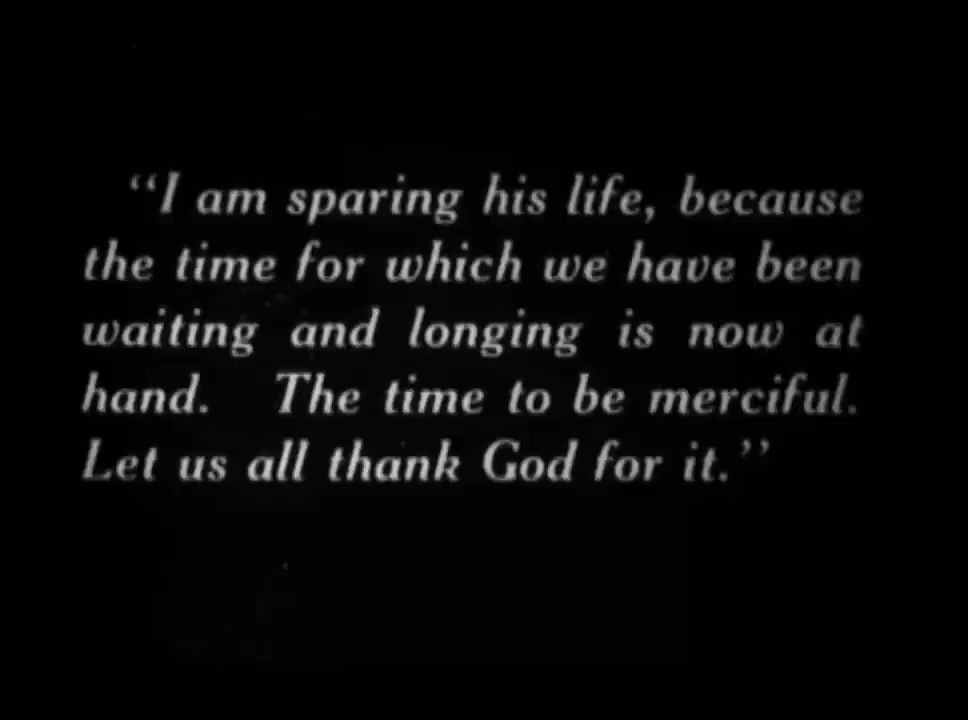 “I am sparing his life, because
the time for which we have been
waiting and longing is now at
hand. The time to be merciful.
Let us all thank God for it.”